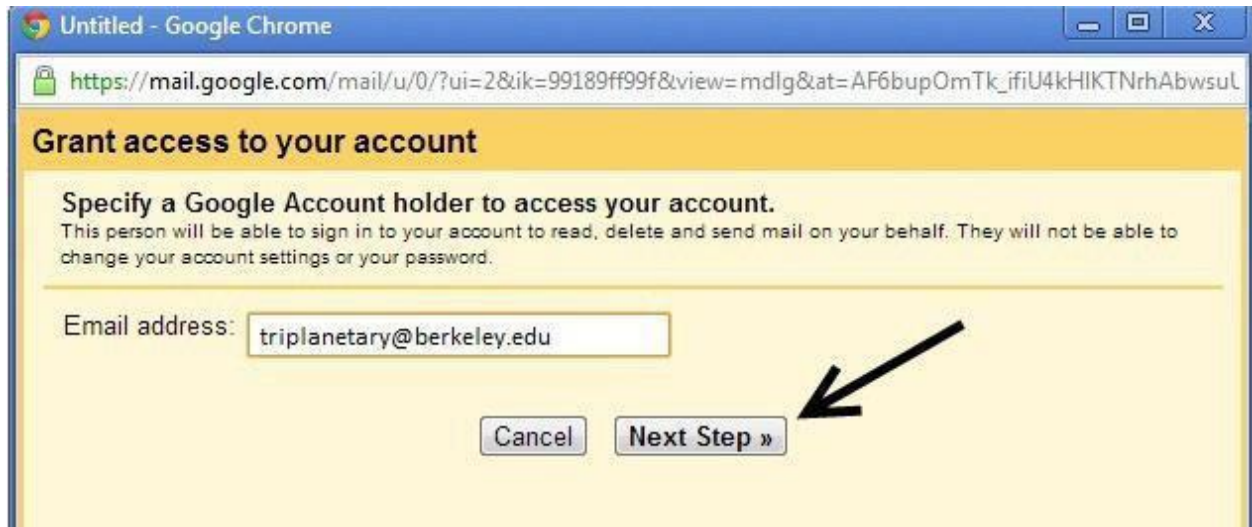 Untitled - Google Chrome
https://mail.google.com/mail/u/0/?ui=2&ik=99189ff99f&view=mdlg&at=AF6bupOmTk_ifiU4kHIKTNrhAbwsuU
Grant access to your account
Specify a Google Account holder to access your account.
This person will be able to sign in to your account to read, delete and send mail on your behalf. They will not be able to
change your account settings or your password.
Email address: triplanetary@berkeley.edu
Cancel Next Step »